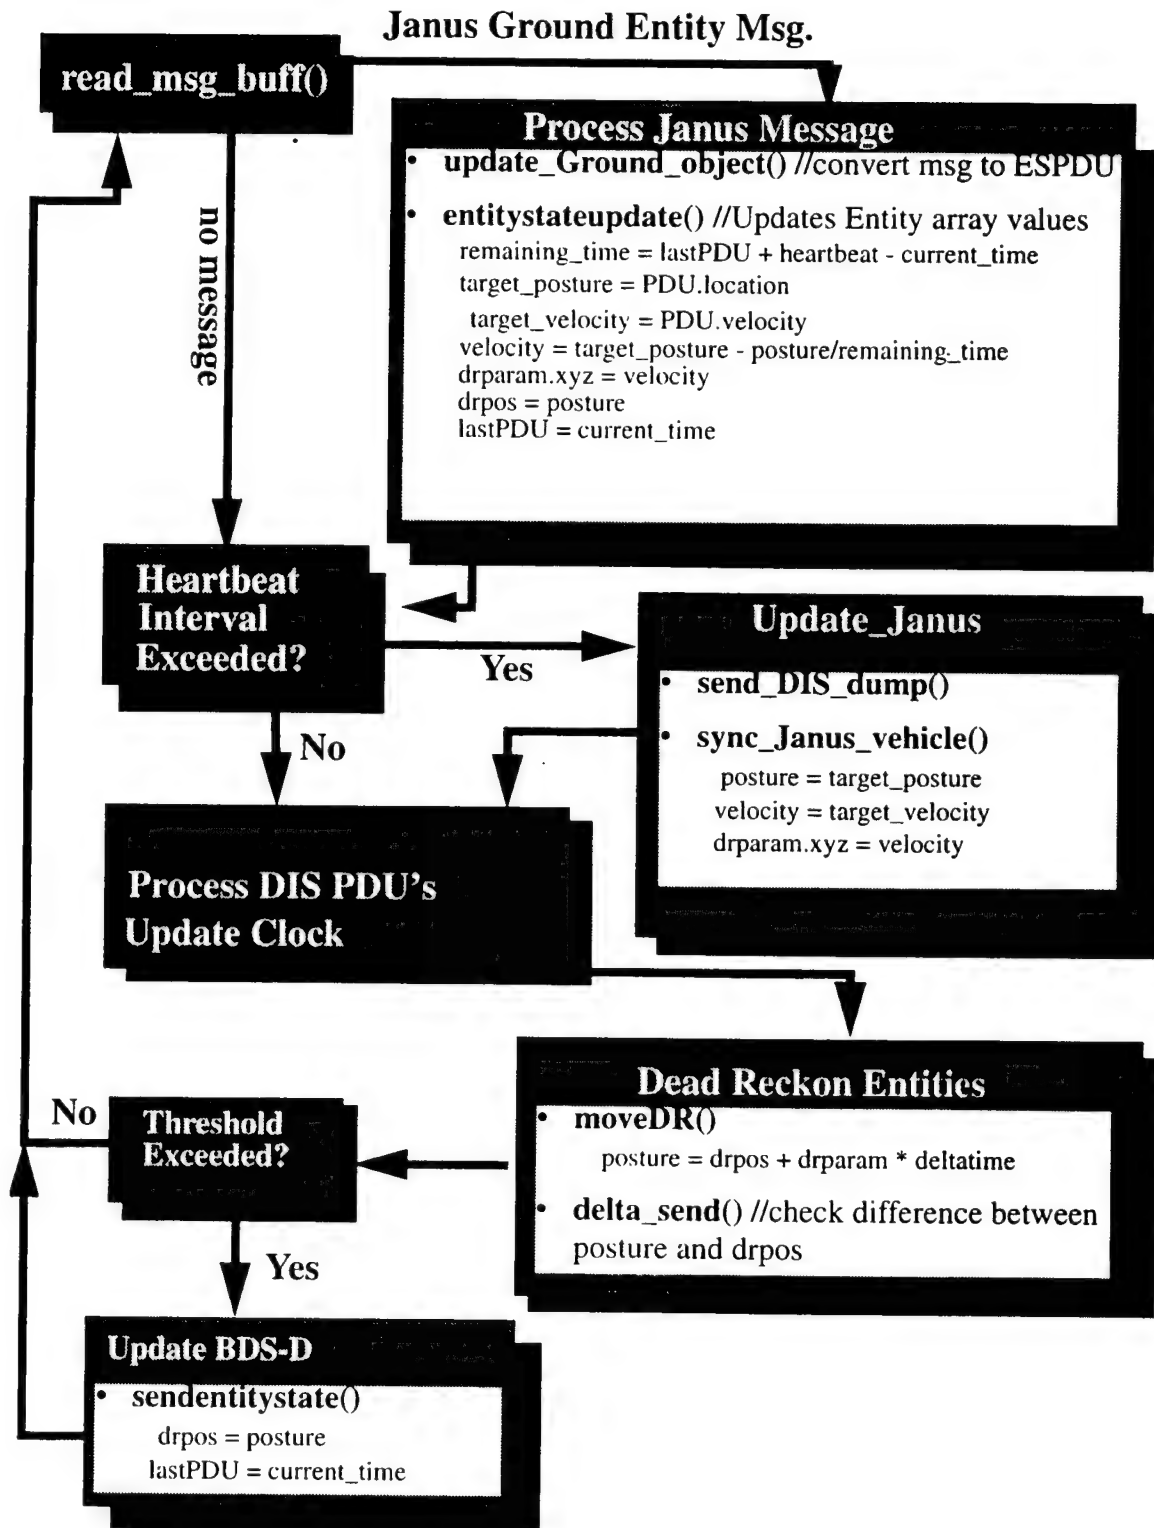 Janus Ground Entity Msg.
read_msg_buff()
Process Janus Message
• update_Ground_object() //convert msg to ESPDU
• entitystateupdate() //Updates Entity array values
remaining_time = lastPDU + heartbeat - current_time
target_posture = PDU.location
target_velocity = PDU.velocity
velocity = target_posture - posture/remaining_time
drparam.xyz = velocity
drpos = posture
lastPDU = current_time
no message
Heartbeat
Interval
Exceeded?
Yes
No
Update_Janus
• send_DIS_dump()
• sync_Janus_vehicle()
posture = target_posture
velocity = target_velocity
drparam.xyz = velocity
Process DIS PDU's
Update Clock
Dead Reckon Entities
• moveDR()
posture = drpos + drparam * deltatime
• delta_send() //check difference between
posture and drpos
No
Threshold
Exceeded?
Yes
Update BDS-D
• sendentitystate()
drpos = posture
lastPDU = current_time